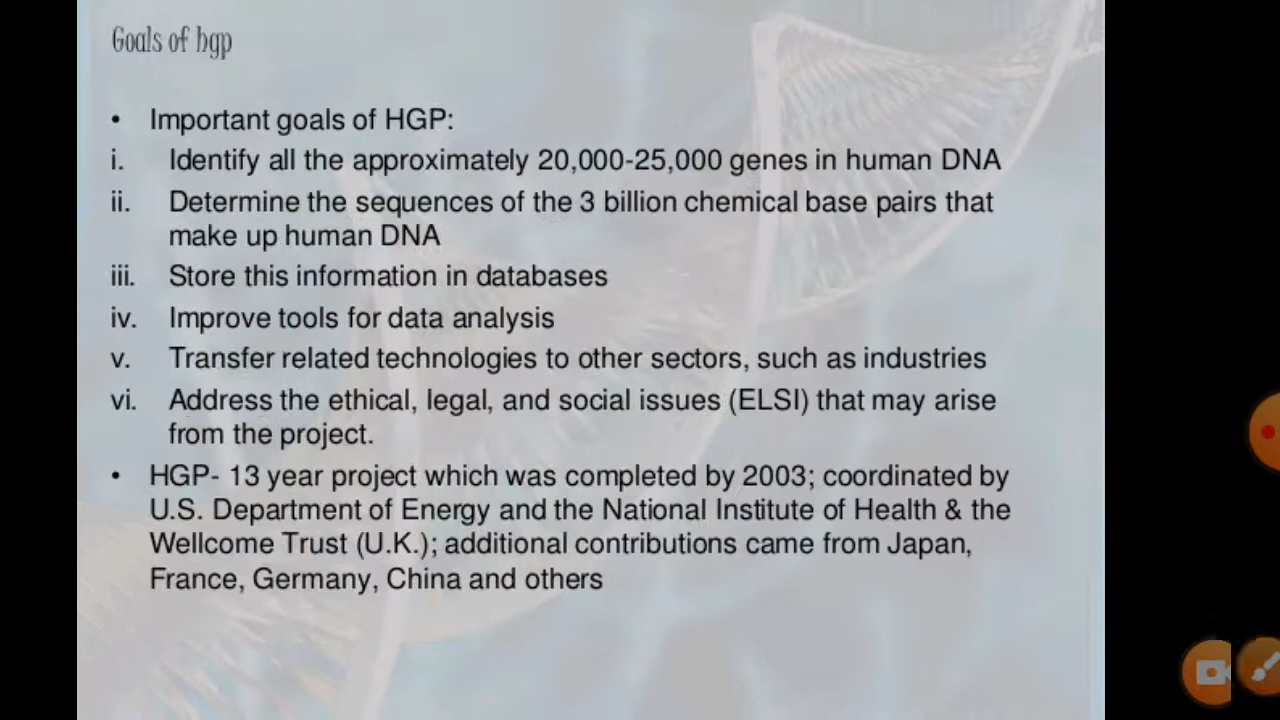 Goals of hgp
• Important goals of HGP:
i. Identify all the approximately 20,000-25,000 genes in human DNA
ii. Determine the sequences of the 3 billion chemical base pairs that
make up human DNA
iii. Store this information in databases
iv. Improve tools for data analysis
v. Transfer related technologies to other sectors, such as industries
vi. Address the ethical, legal, and social issues (ELSI) that may arise
from the project.
• HGP- 13 year project which was completed by 2003; coordinated by
U.S. Department of Energy and the National Institute of Health & the
Wellcome Trust (U.K.); additional contributions came from Japan,
France, Germany, China and others